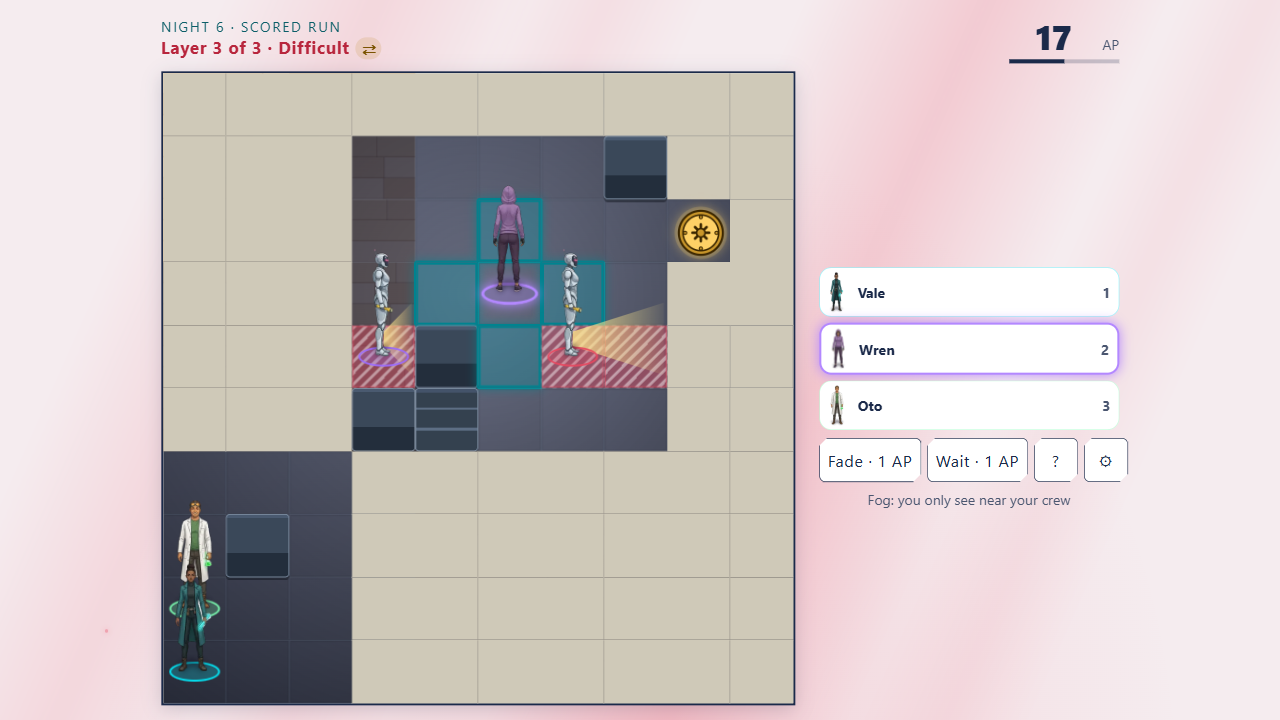 NIGHT 6 · SCORED RUN
Layer 3 of 3 · Difficult ⇄
17 AP
Vale 1
Wren 2
Oto 3
Fade · 1 AP
Wait · 1 AP
?
Fog: you only see near your crew